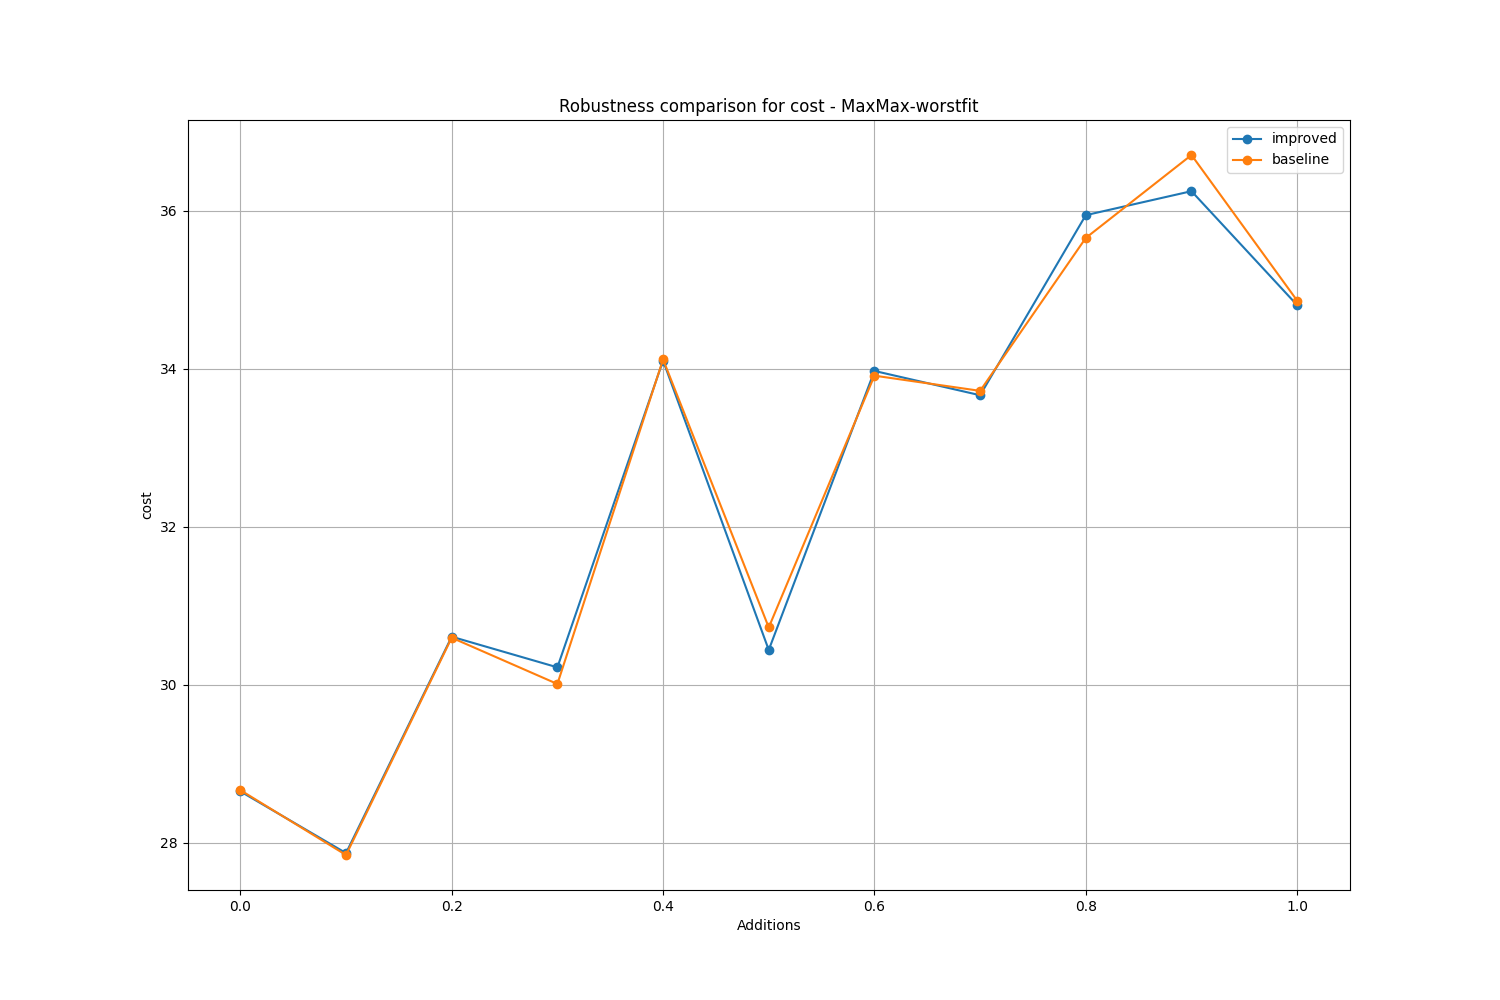 Robustness comparison for cost - MaxMax-worstfit
improved
baseline
36
34
32
30
28
cost
0.0 0.2 0.4 0.6 0.8 1.0
Additions